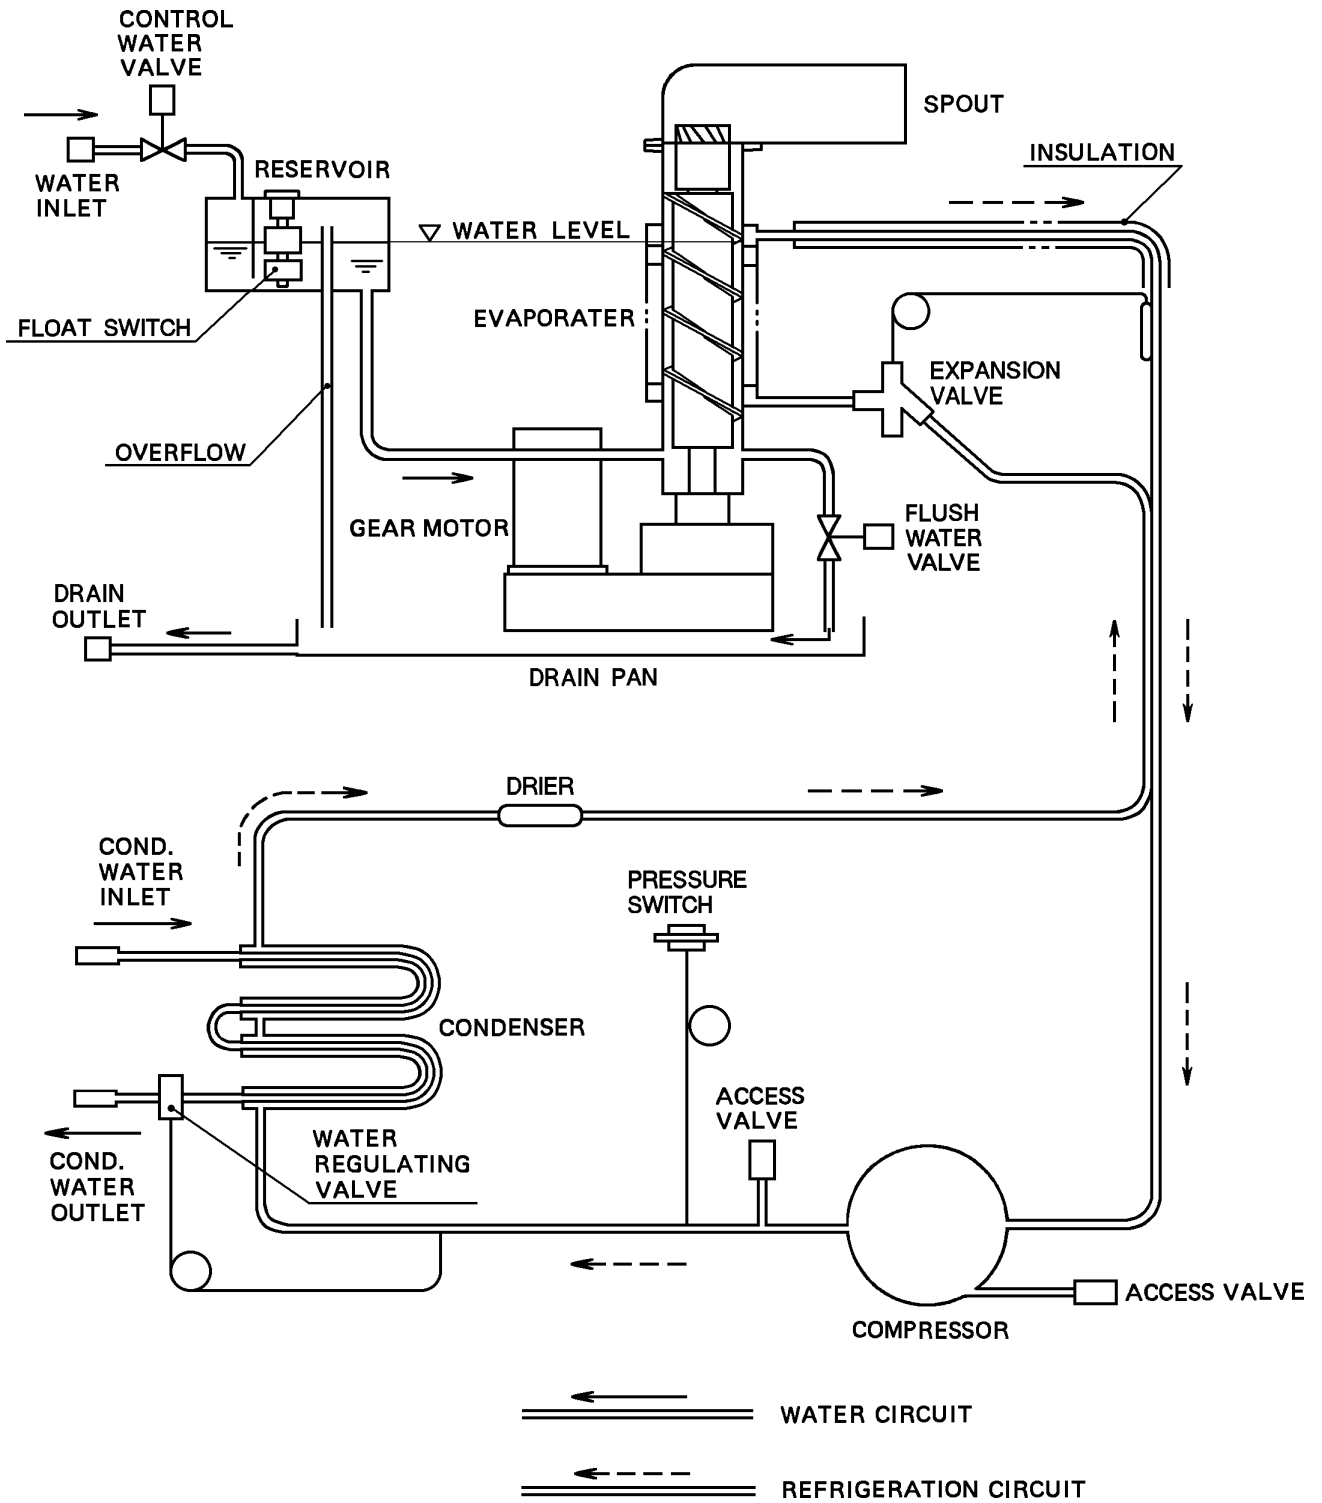 CONTROL
WATER
VALVE
SPOUT
INSULATION
RESERVOIR
WATER
INLET
WATER LEVEL
FLOAT SWITCH
EVAPORATER
EXPANSION
VALVE
OVERFLOW
GEAR MOTOR
FLUSH
WATER
VALVE
DRAIN
OUTLET
DRAIN PAN
DRIER
COND.
WATER
INLET
PRESSURE
SWITCH
CONDENSER
ACCESS
VALVE
WATER
REGULATING
VALVE
COND.
WATER
OUTLET
ACCESS VALVE
COMPRESSOR
WATER CIRCUIT
REFRIGERATION CIRCUIT